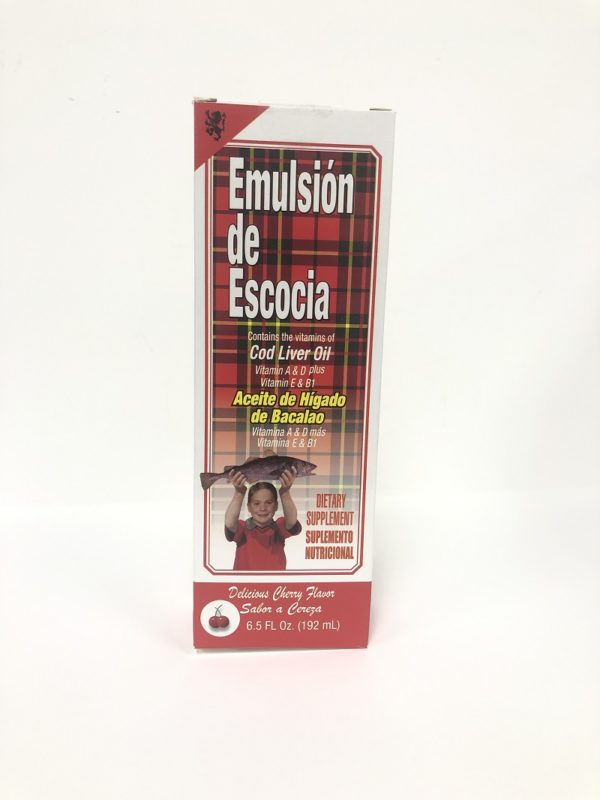 Emulsión
de
Escocia
Contains the vitamins of
Cod Liver Oil
Vitamin A & D plus
Vitamin E & B1
Aceite de Hígado
de Bacalao
Vitamina A & D más
Vitamina E & B1
DIETARY
SUPPLEMENT
SUPLEMENTO
NUTRICIONAL
Delicious Cherry Flavor
Sabor a Cereza
6.5 FL Oz. (192 mL)